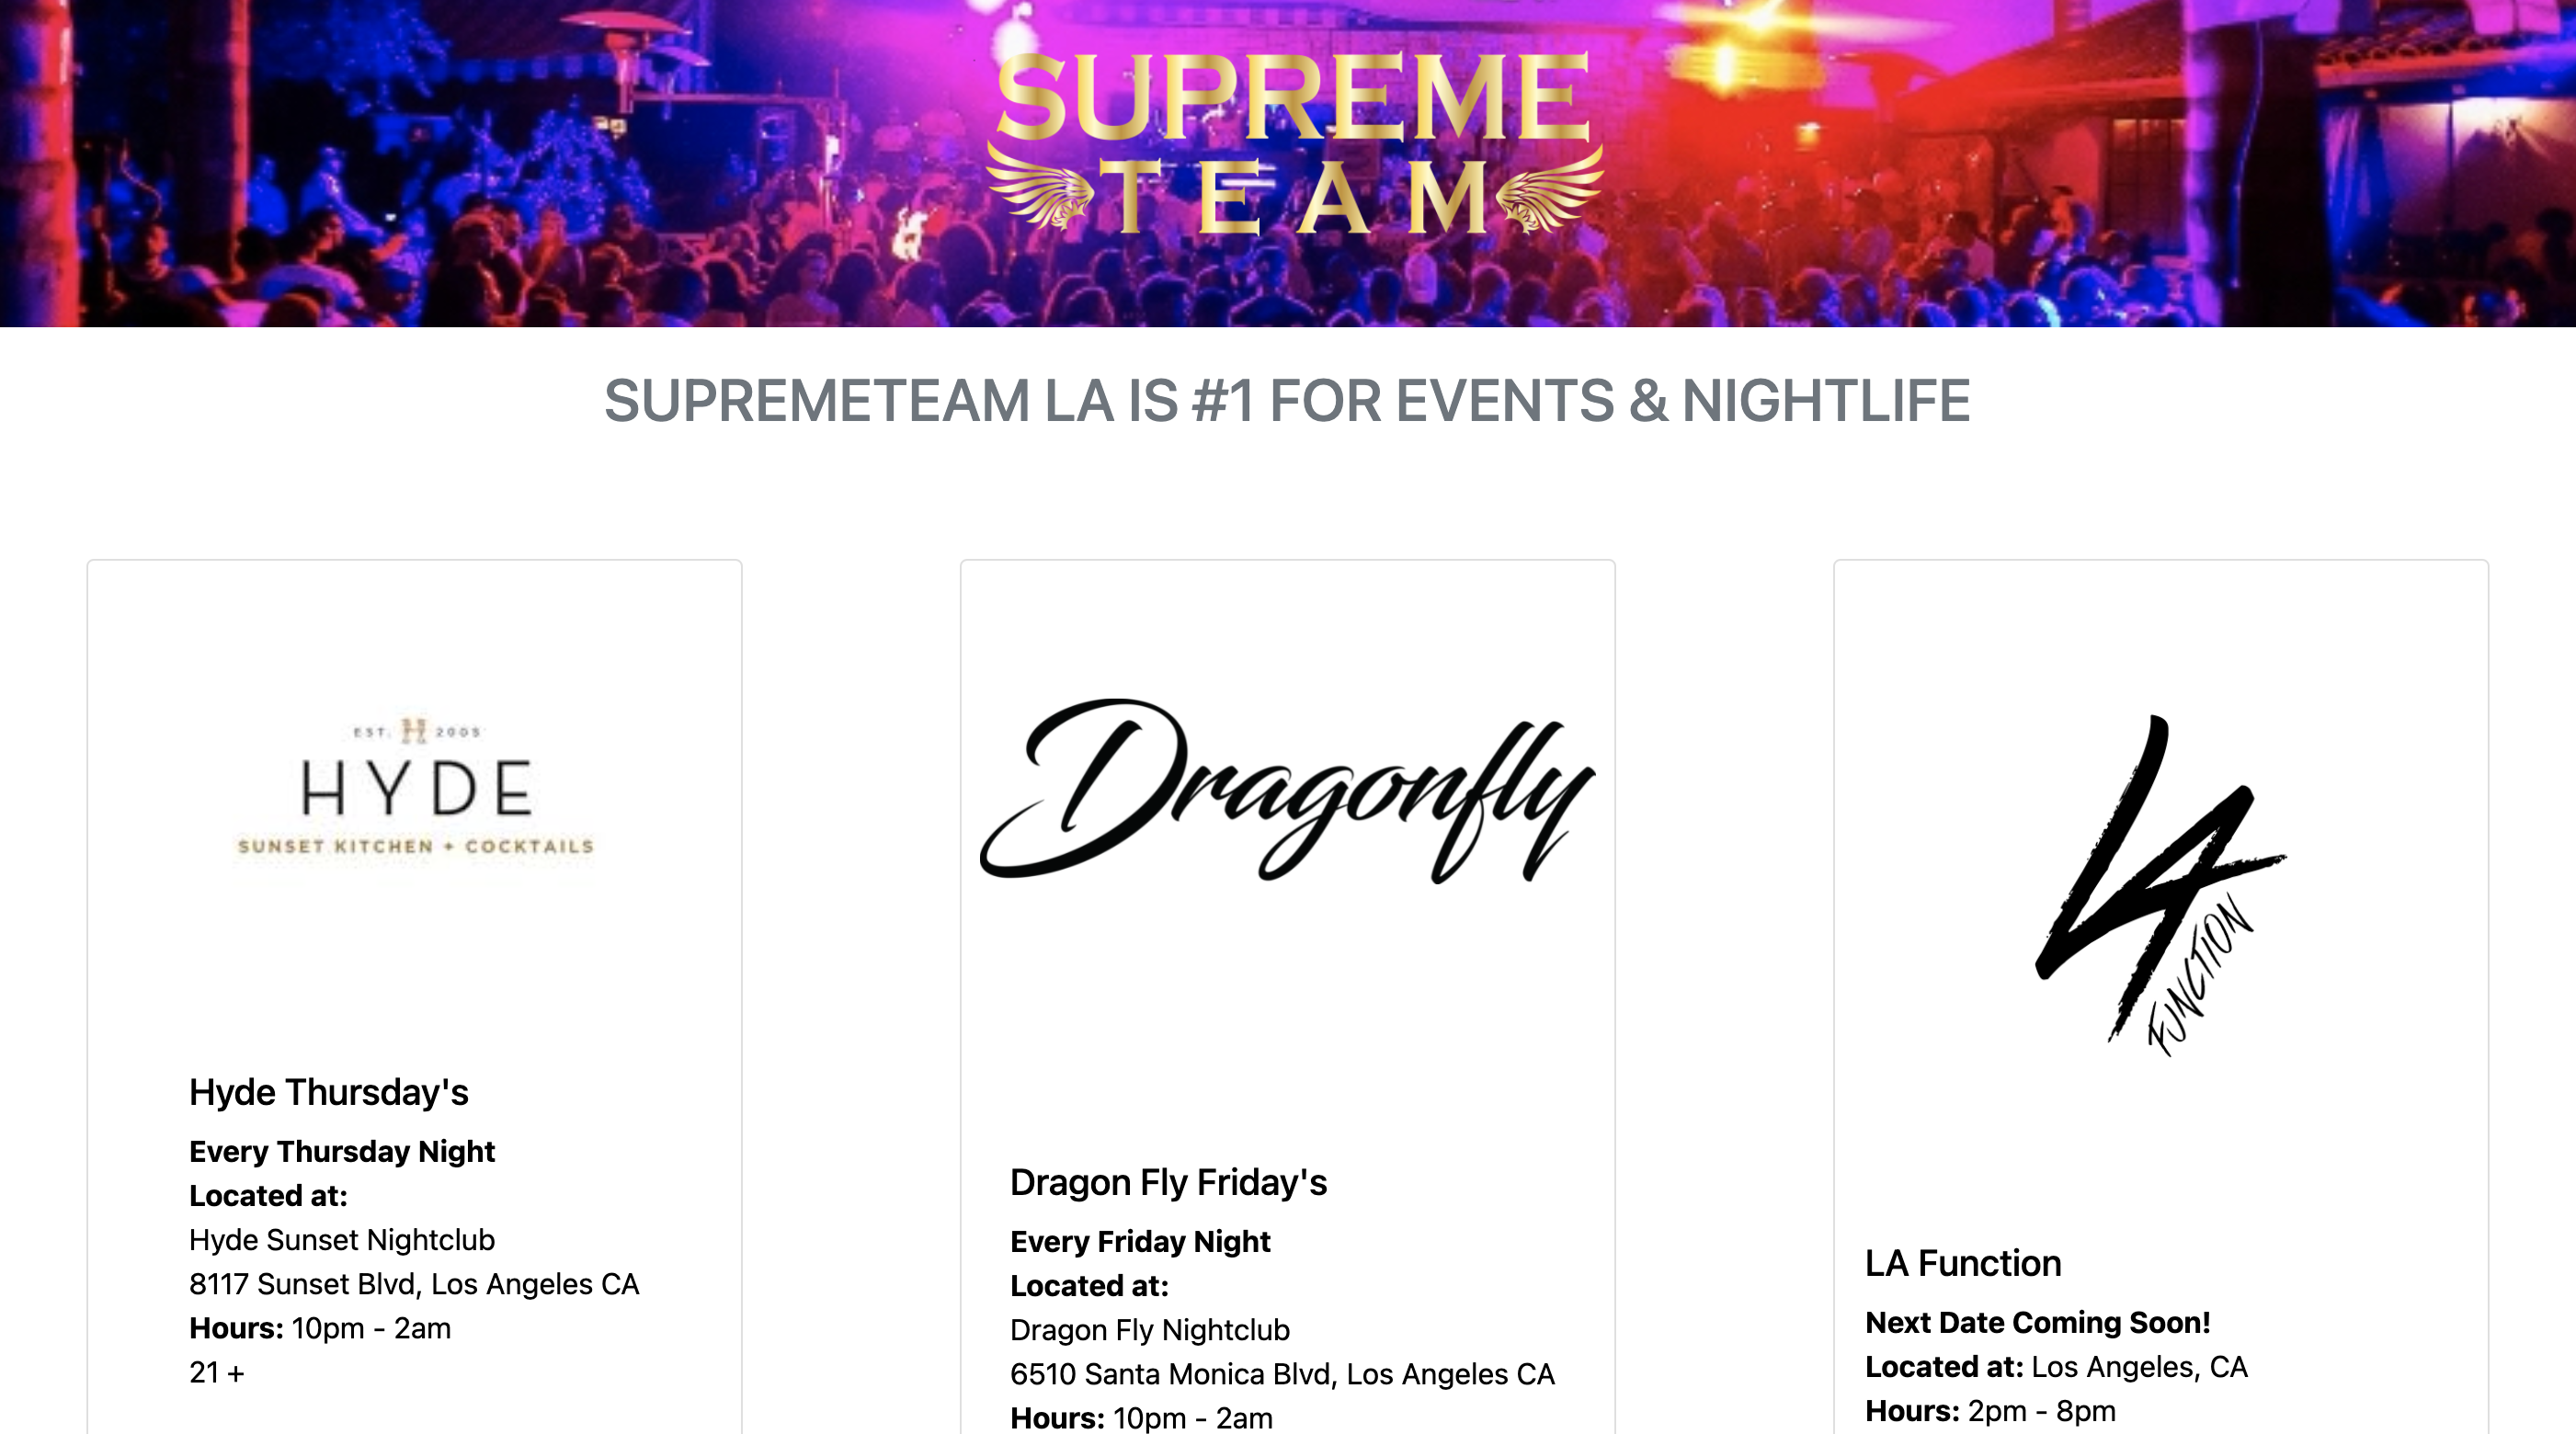 SUPREME
TEAM
SUPREMETEAM LA IS #1 FOR EVENTS & NIGHTLIFE
EST. H 2005
HYDE
SUNSET KITCHEN + COCKTAILS
Hyde Thursday's
Every Thursday Night
Located at:
Hyde Sunset Nightclub
8117 Sunset Blvd, Los Angeles CA
Hours: 10pm - 2am
21 +
Dragonfly
Dragon Fly Friday's
Every Friday Night
Located at:
Dragon Fly Nightclub
6510 Santa Monica Blvd, Los Angeles CA
Hours: 10pm - 2am
LA
FUNCTION
LA Function
Next Date Coming Soon!
Located at: Los Angeles, CA
Hours: 2pm - 8pm